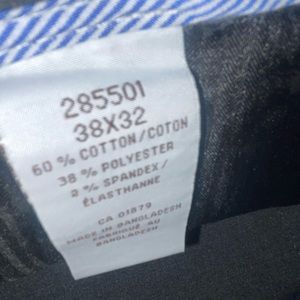 285501
38X32
60 % COTTON/COTON
38 % POLYESTER
2 % SPANDEX/
ÉLASTHANNE
CA 01879
MADE IN BANGLADESH
FABRIQUÉ AU
BANGLADESH